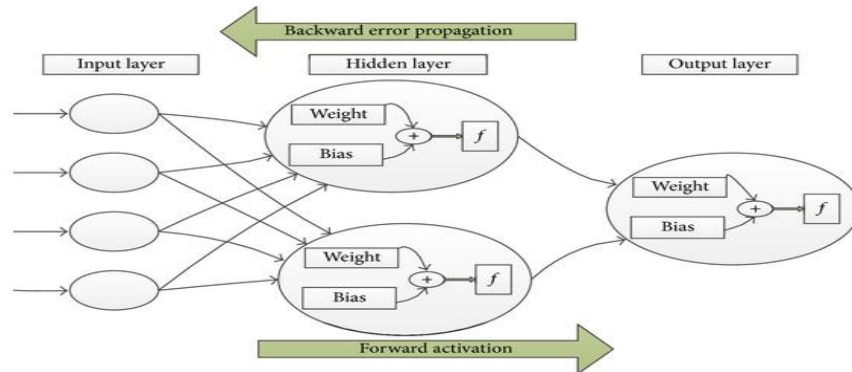 Backward error propagation
Input layer
Hidden layer
Output layer
Weight
Bias
+
f
Weight
Bias
+
f
Weight
Bias
+
f
Forward activation